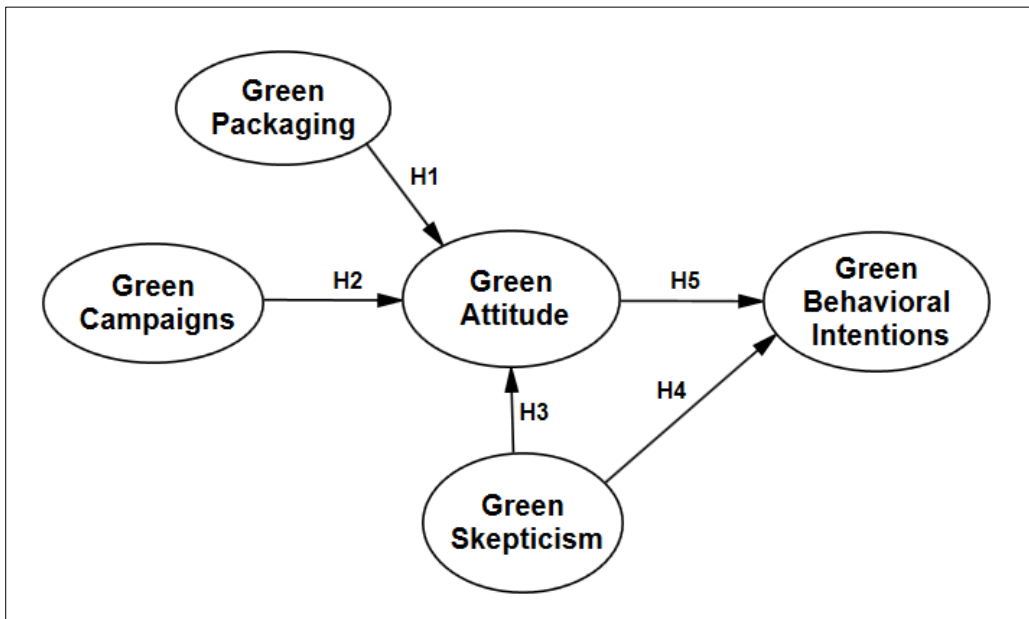 Green
Packaging
H1
Green
Campaigns
H2
Green
Attitude
H5
Green
Behavioral
Intentions
H3
H4
Green
Skepticism